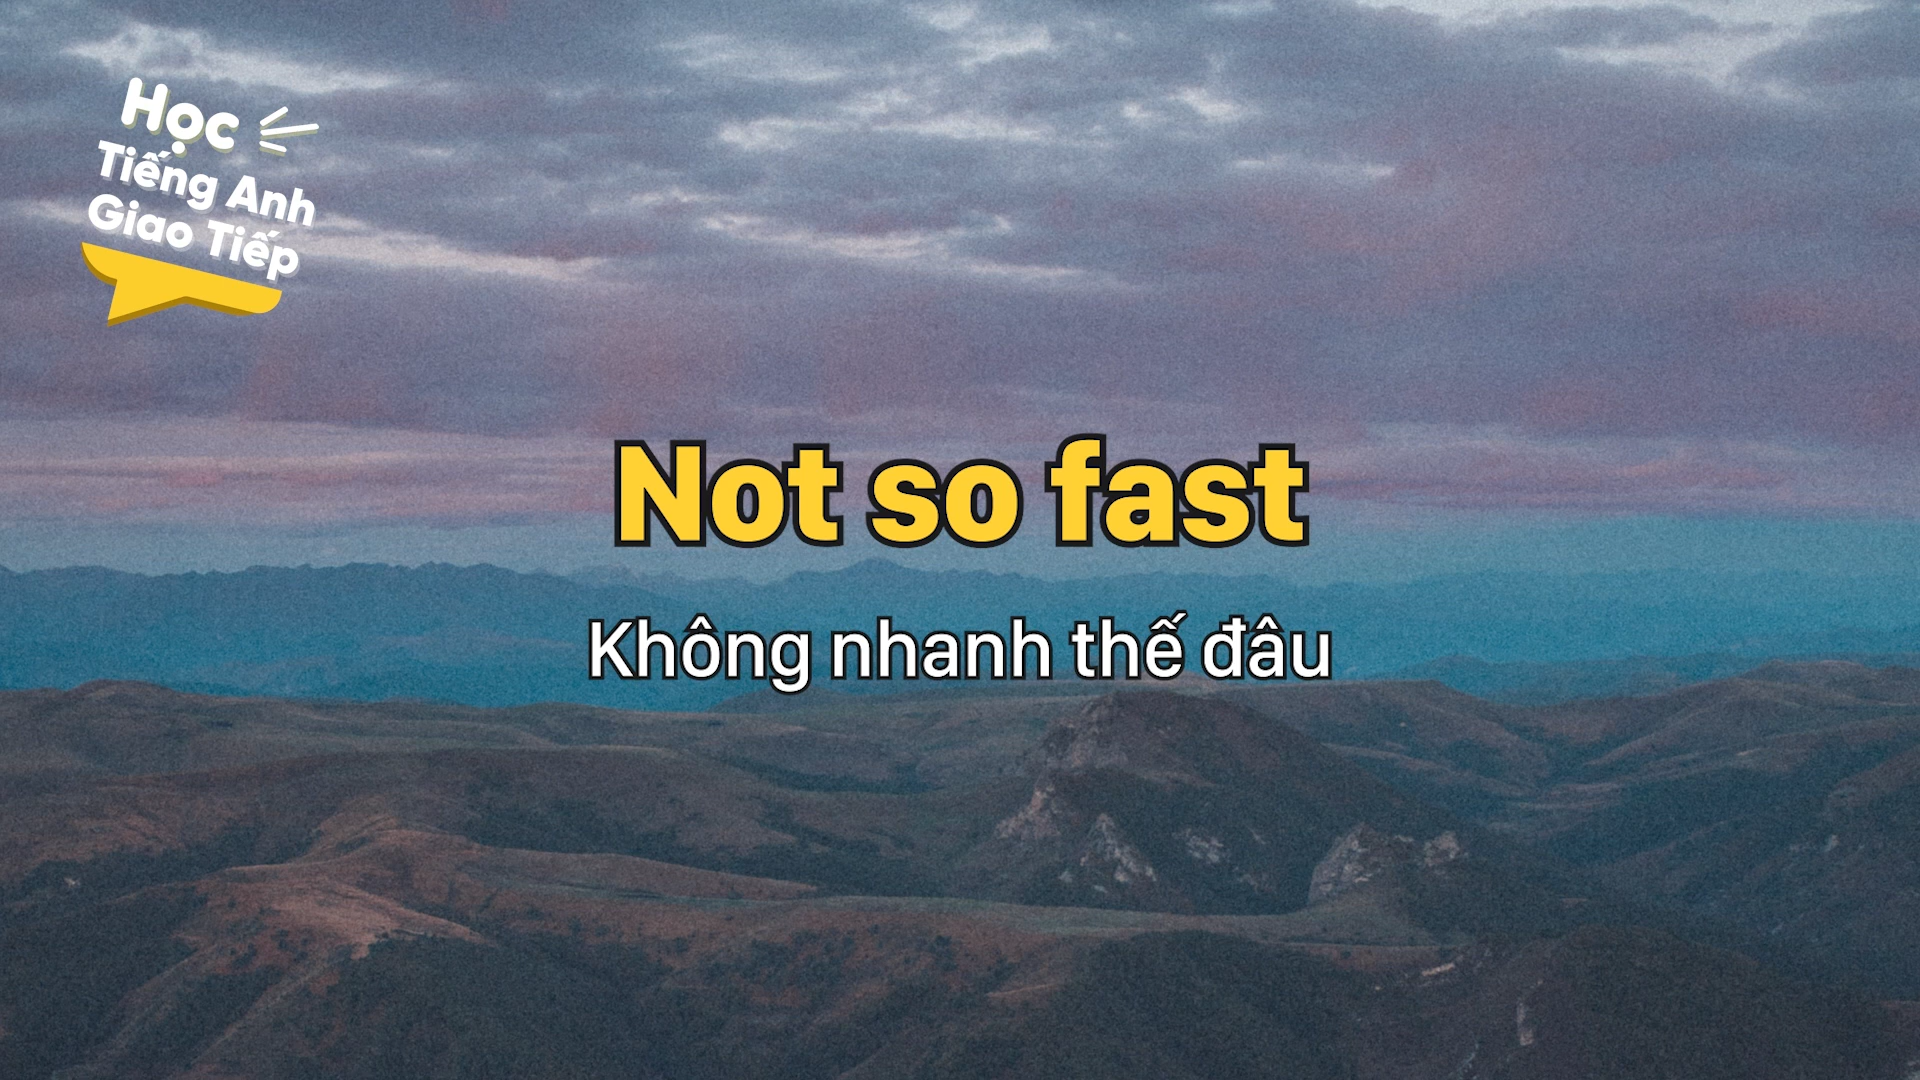 Học
Tiếng Anh
Giao Tiếp
Not so fast
Không nhanh thế đâu